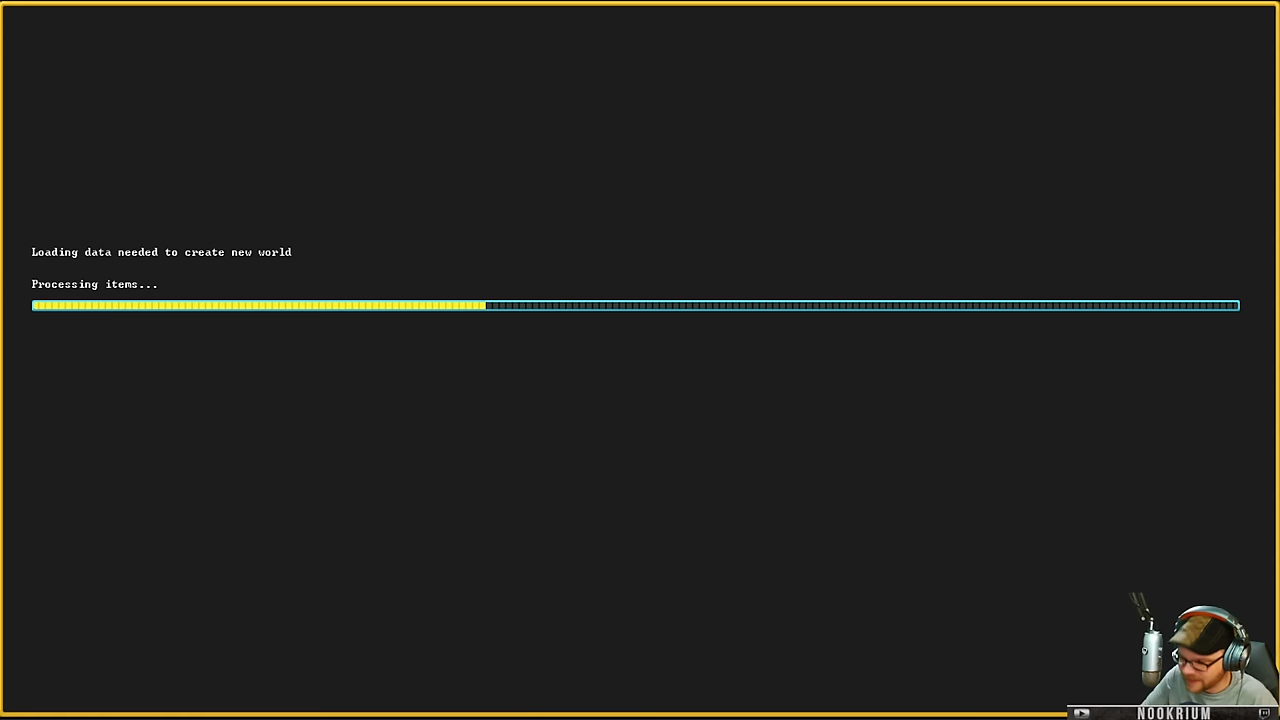 Loading data needed to create new world
Processing items...
NOOKRIUM